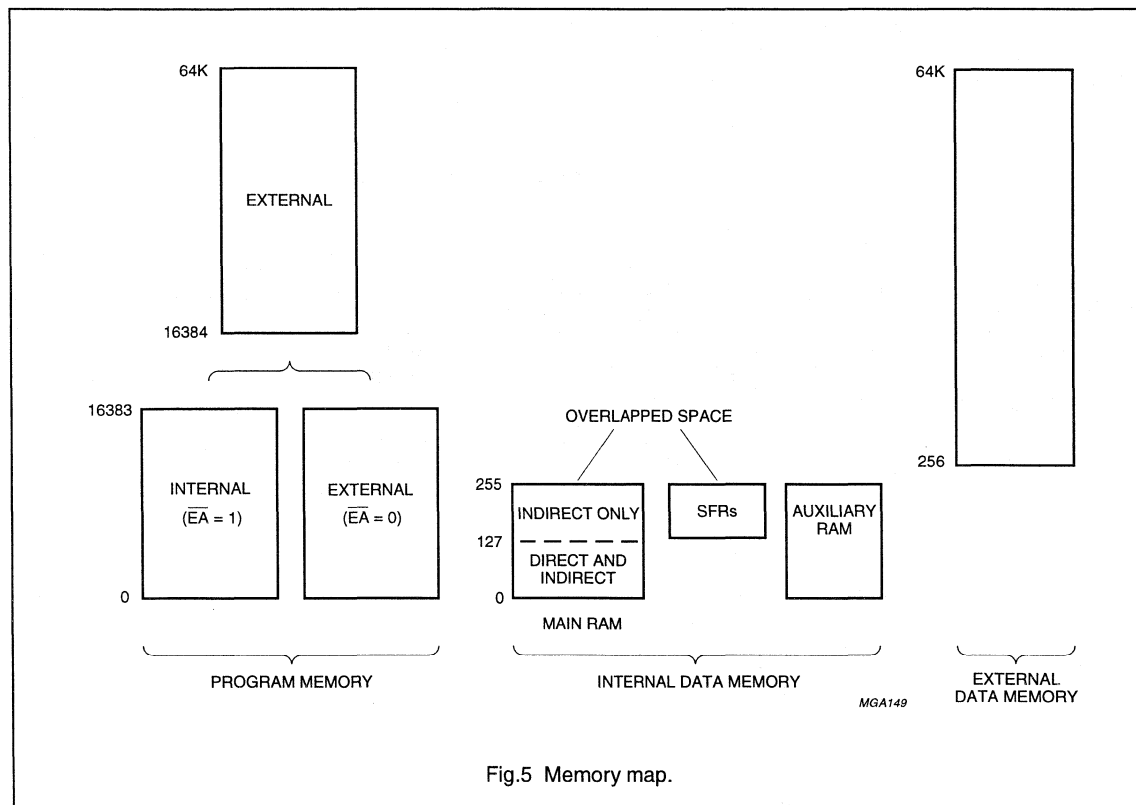 64K
EXTERNAL
16384
16383
INTERNAL
(EA = 1)
EXTERNAL
(EA = 0)
0
PROGRAM MEMORY
OVERLAPPED SPACE
255
INDIRECT ONLY
127
DIRECT AND
INDIRECT
0
MAIN RAM
SFRs
AUXILIARY
RAM
INTERNAL DATA MEMORY
64K
256
EXTERNAL
DATA MEMORY
MGA149
Fig.5 Memory map.